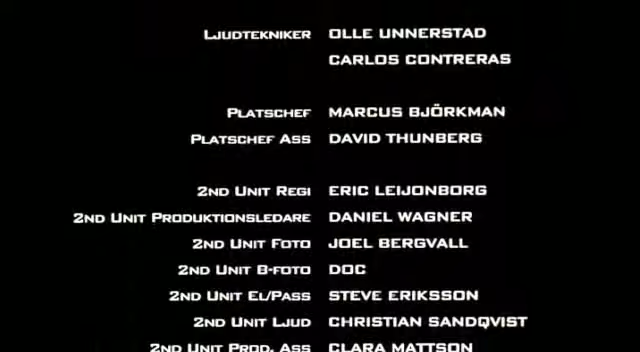 Ljudtekniker OLLE UNNERSTAD
CARLOS CONTRERAS
Platschef MARCUS BJÖRKMAN
Platschef Ass DAVID THUNBERG
2nd Unit Regi ERIC LEIJONBORG
2nd Unit Produktionsledare DANIEL WAGNER
2nd Unit Foto JOEL BERGVALL
2nd Unit B-foto DOC
2nd Unit El/Pass STEVE ERIKSSON
2nd Unit Ljud CHRISTIAN SANDQVIST
2nd Unit Prod. Ass CLARA MATTSON